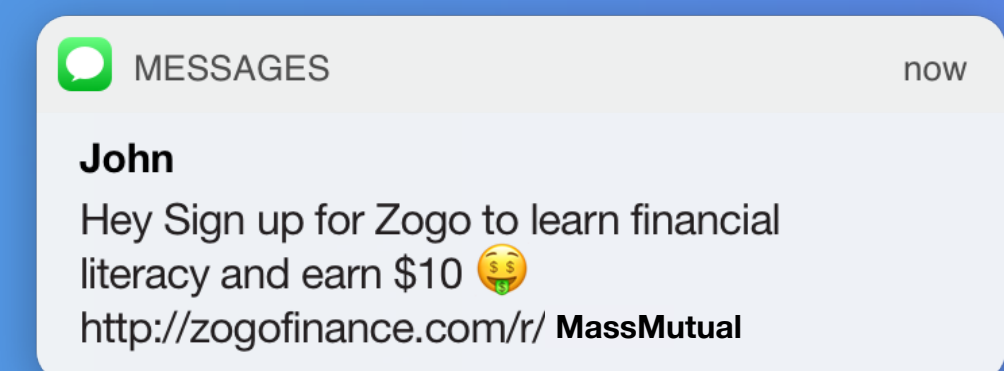 MESSAGES now
John
Hey Sign up for Zogo to learn financial
literacy and earn $10 🤑
http://zogofinance.com/r/ MassMutual